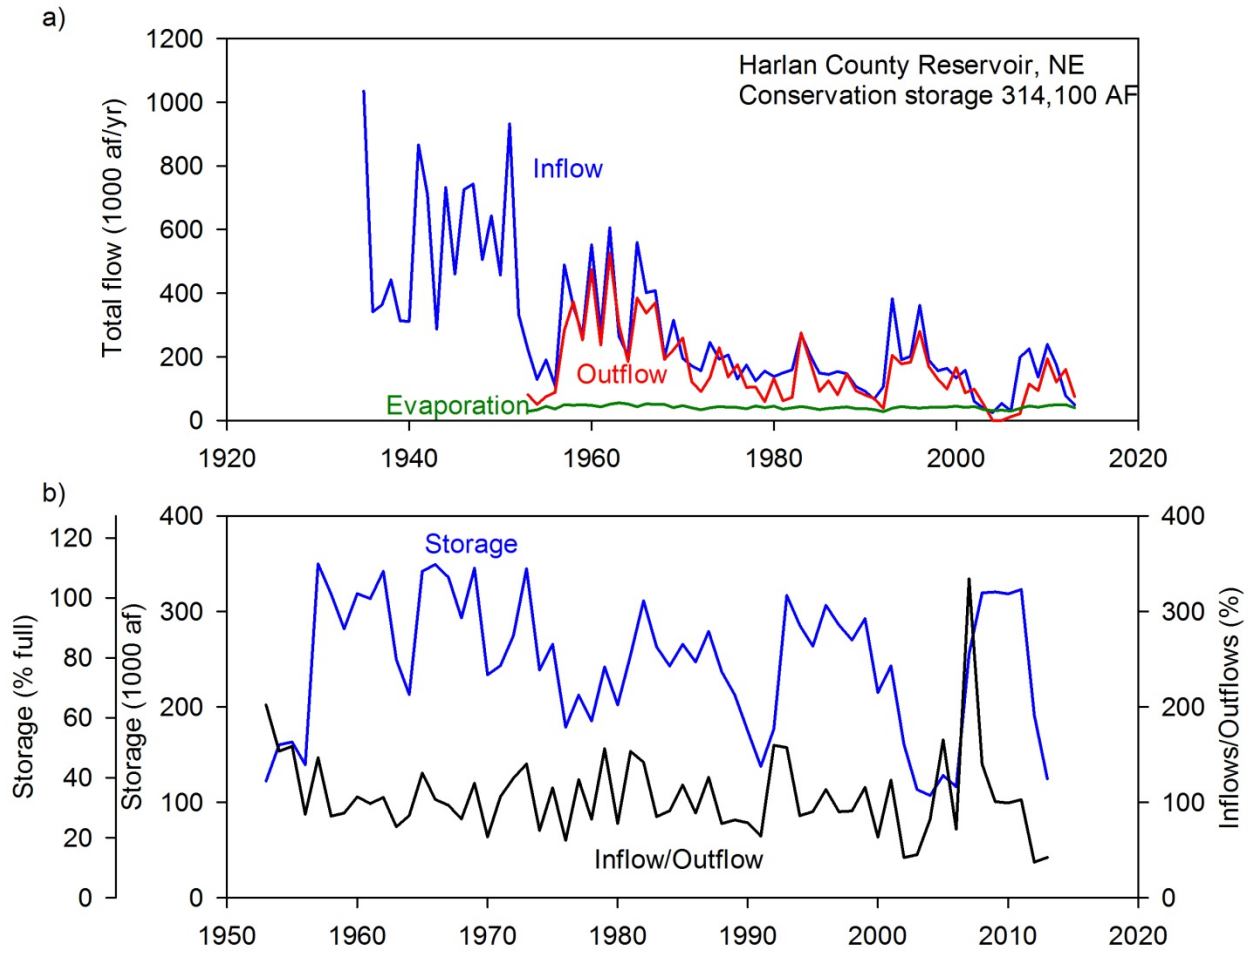 a)
1200
1000
800
600
400
200
0
Total flow (1000 af/yr)
Harlan County Reservoir, NE
Conservation storage 314,100 AF
Inflow
Outflow
Evaporation
1920 1940 1960 1980 2000 2020
b)
120
100
80
60
40
20
0
Storage (% full)
400
300
200
100
0
Storage (1000 af)
Storage
Inflow/Outflow
400
300
200
100
0
Inflows/Outflows (%)
1950 1960 1970 1980 1990 2000 2010 2020